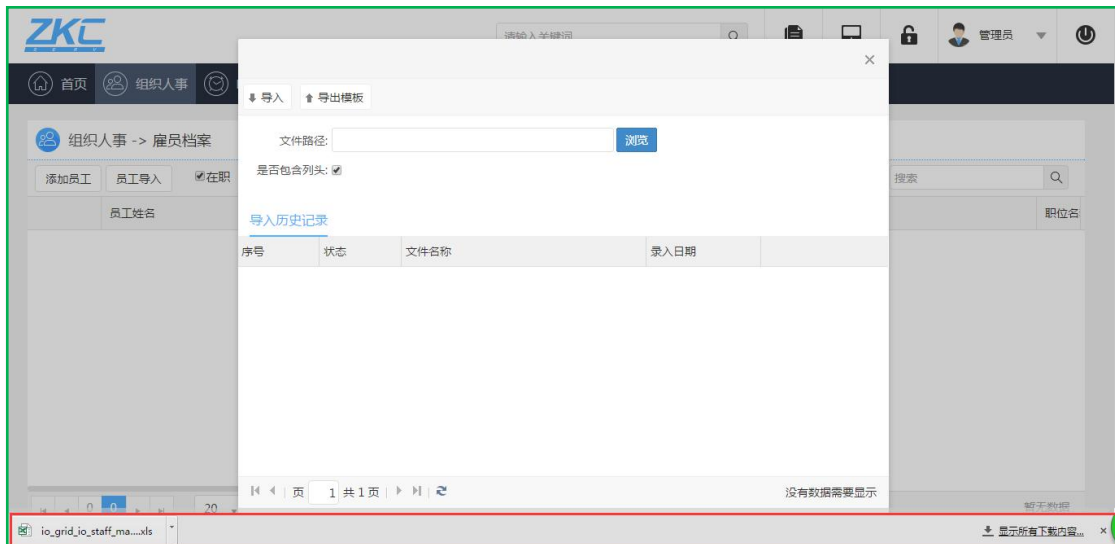 ZKC
请输入关键词
管理员
首页
组织人事
导入
导出模板
组织人事 -> 雇员档案
文件路径:
浏览
添加员工
员工导入
在职
是否包含列头:
搜索
员工姓名
职位名
导入历史记录
序号
状态
文件名称
录入日期
页 1 共1页
没有数据需要显示
0 0
20
暂无数据
io_grid_io_staff_ma....xls
显示所有下载内容...